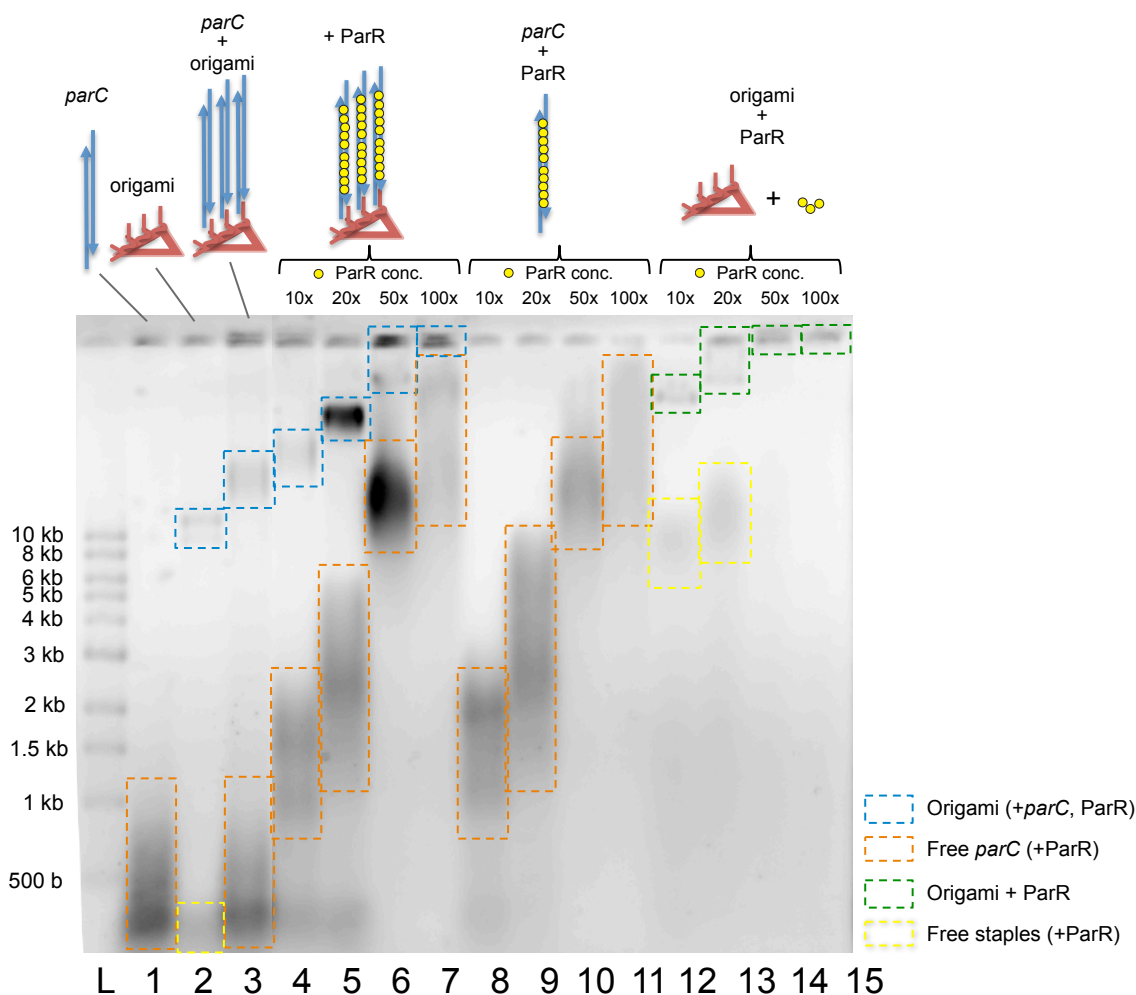 parC
origami
parC
+
origami
+ ParR
parC
+
ParR
origami
+
ParR
+
ParR conc.
10x 20x 50x 100x
ParR conc.
10x 20x 50x 100x
ParR conc.
10x 20x 50x 100x
10 kb
8 kb
6 kb
5 kb
4 kb
3 kb
2 kb
1.5 kb
1 kb
500 b
Origami (+parC, ParR)
Free parC (+ParR)
Origami + ParR
Free staples (+ParR)
L 1 2 3 4 5 6 7 8 9 10 11 12 13 14 15